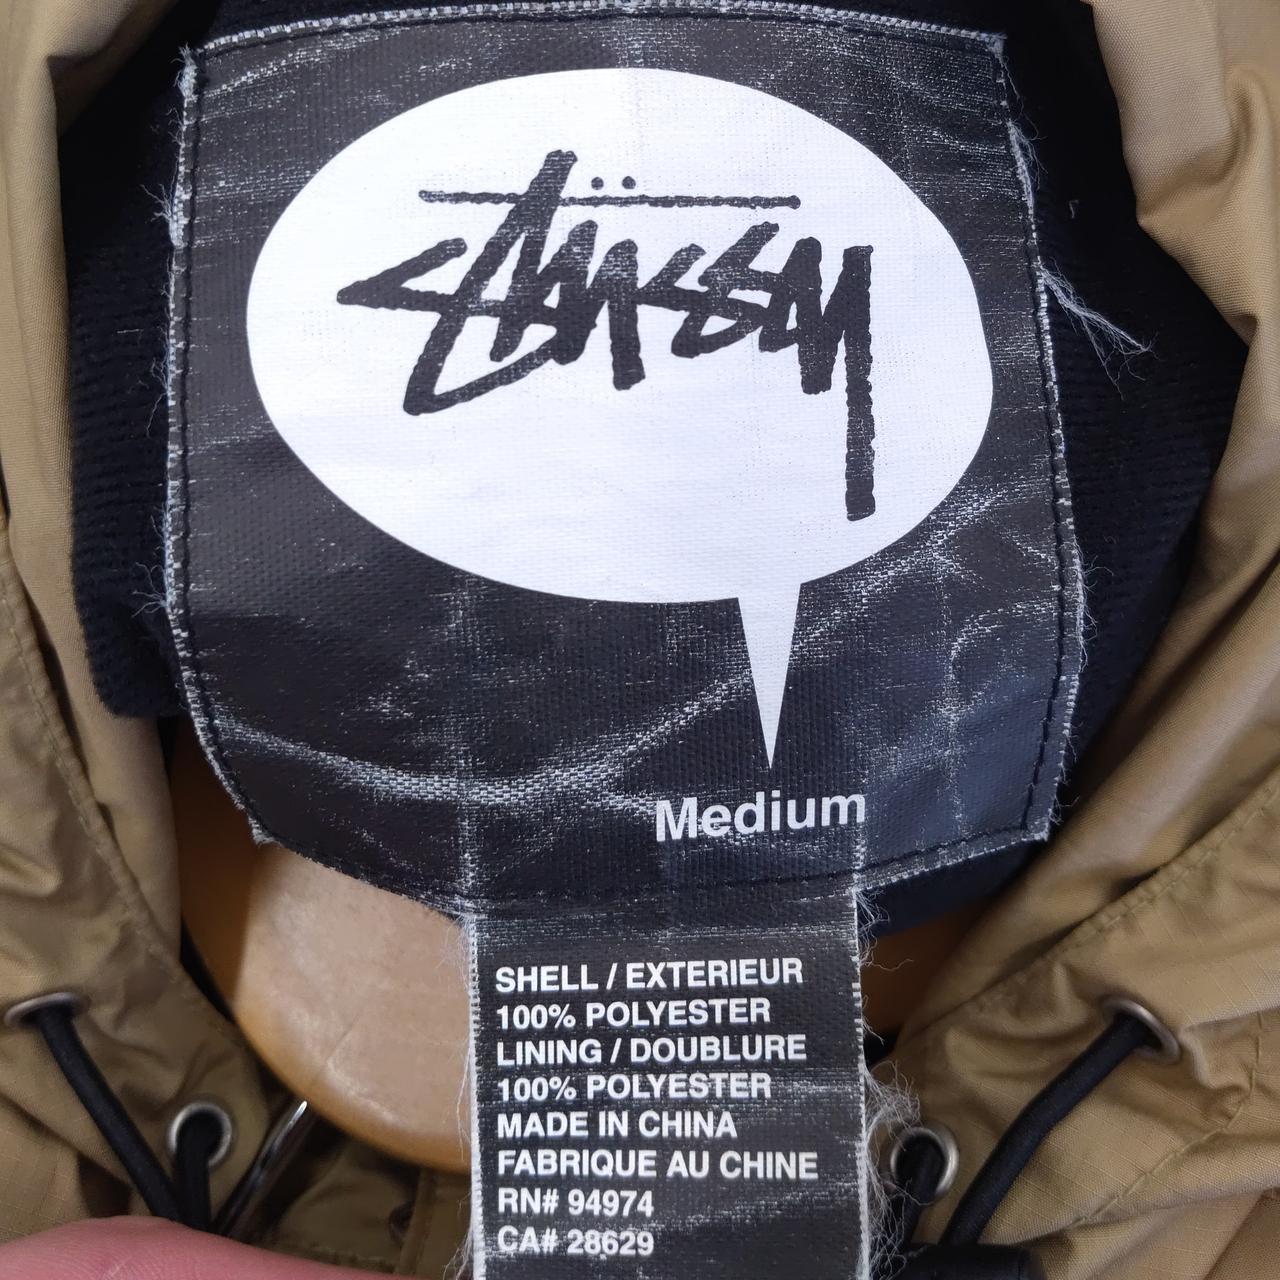 Stüssy
Medium
SHELL / EXTERIEUR
100% POLYESTER
LINING / DOUBLURE
100% POLYESTER
MADE IN CHINA
FABRIQUE AU CHINE
RN# 94974
CA# 28629